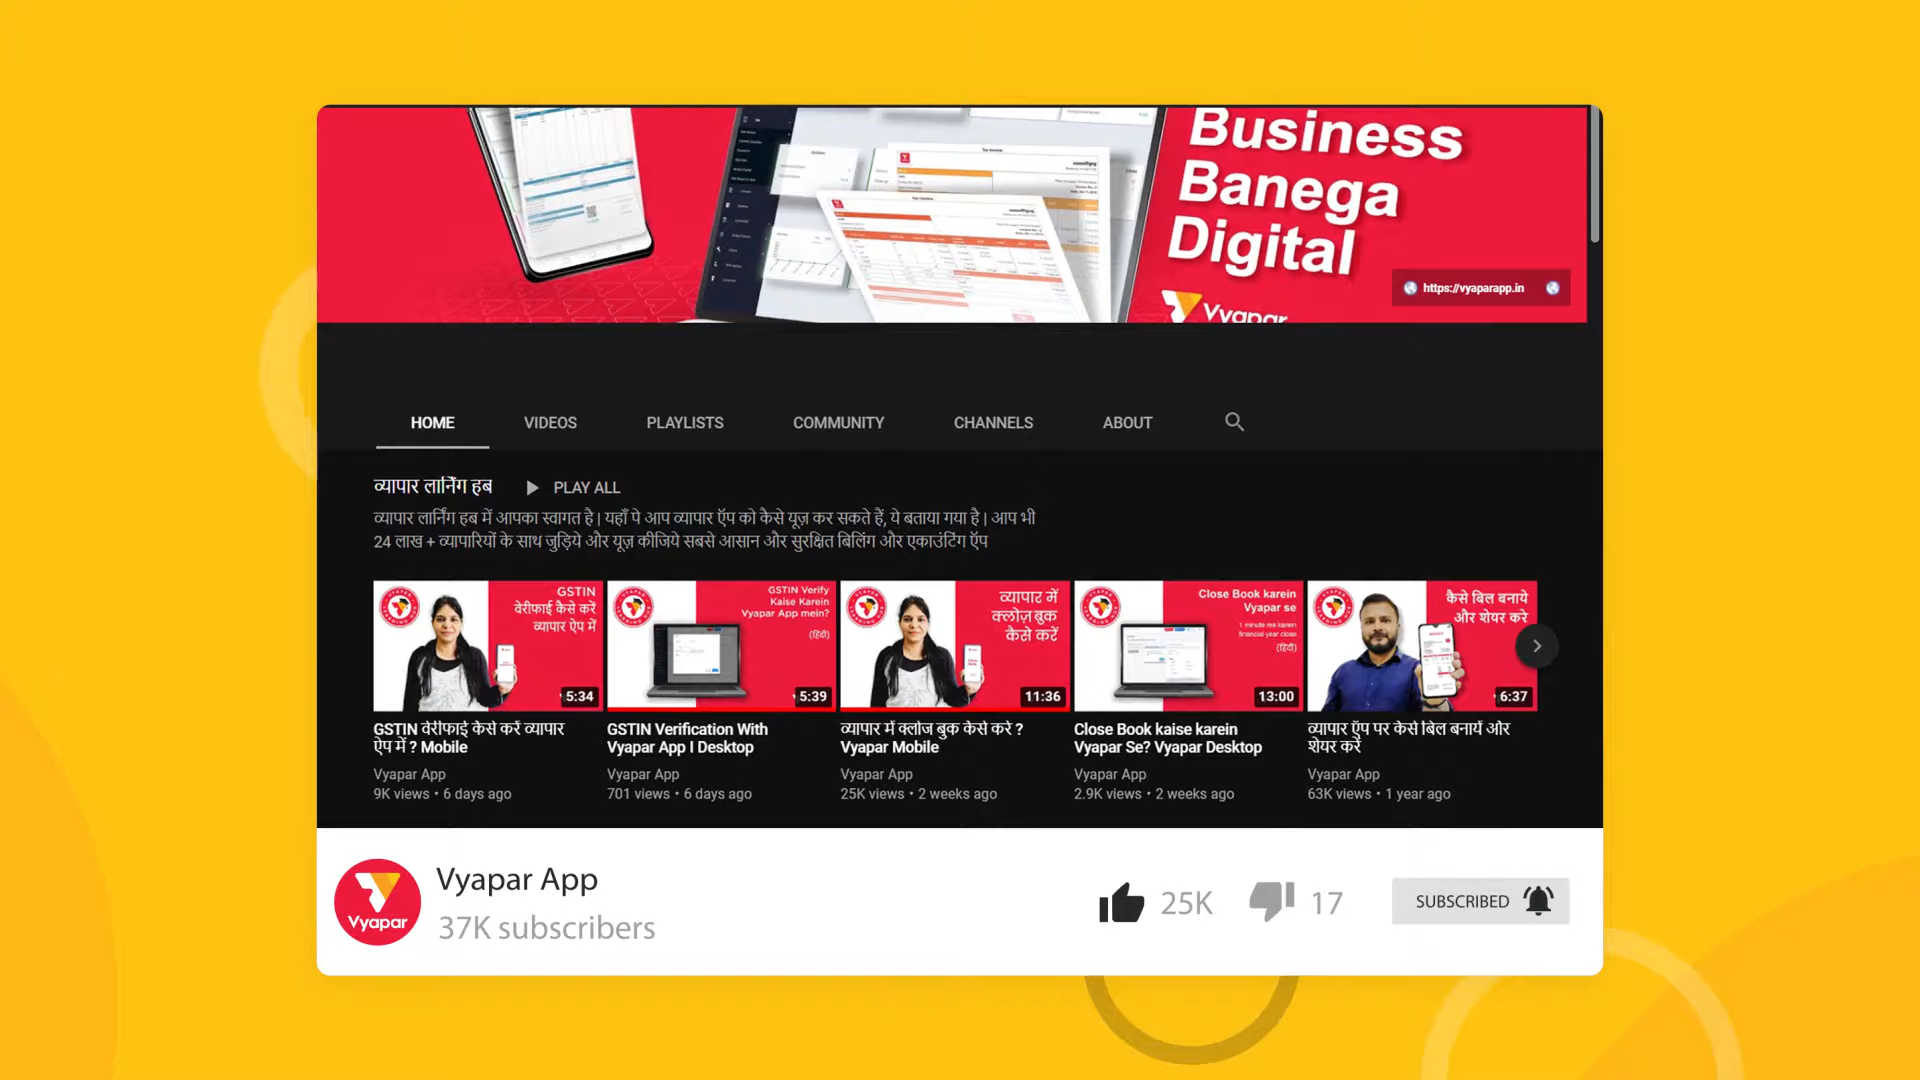 Business
Banega
Digital
Vyapar
https://vyaparapp.in
HOME
VIDEOS
PLAYLISTS
COMMUNITY
CHANNELS
ABOUT
व्यापार लार्निंग हब
PLAY ALL
व्यापार लार्निंग हब में आपका स्वागत है | यहाँ पे आप व्यापार ऍप को कैसे यूज़ कर सकते हैं, ये बताया गया है | आप भी
24 लाख + व्यापारियों के साथ जुड़िये और यूज़ कीजिये सबसे आसान और सुरक्षित बिलिंग और एकाउंटिंग ऍप
GSTIN
वेरीफाई कैसे करें
व्यापार ऐप में
5:34
GSTIN Verify
Kaise Karein
Vyapar App mein?
(हिंदी)
5:39
व्यापार में
क्लोज़ बुक
कैसे करें
11:36
Close Book karein
Vyapar se
1 minute me karein
financial year close
(हिंदी)
13:00
कैसे बिल बनाये
और शेयर करे
6:37
GSTIN वेरीफाई कैसे करें व्यापार
ऐप में ? Mobile
Vyapar App
9K views • 6 days ago
GSTIN Verification With
Vyapar App I Desktop
Vyapar App
701 views • 6 days ago
व्यापार में क्लोज बुक कैसे करे ?
Vyapar Mobile
Vyapar App
25K views • 2 weeks ago
Close Book kaise karein
Vyapar Se? Vyapar Desktop
Vyapar App
2.9K views • 2 weeks ago
व्यापार ऍप पर कैसे बिल बनायें और
शेयर करें
Vyapar App
63K views • 1 year ago
Vyapar
Vyapar App
37K subscribers
25K
17
SUBSCRIBED